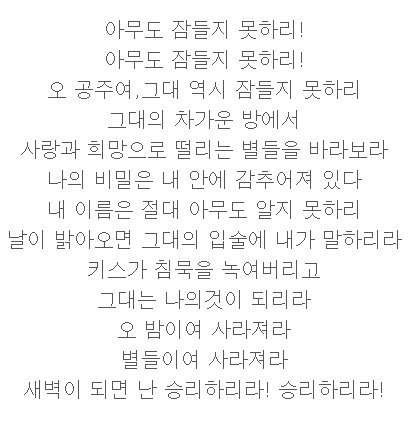 아무도 잠들지 못하리!
아무도 잠들지 못하리!
오 공주여,그대 역시 잠들지 못하리
그대의 차가운 방에서
사랑과 희망으로 떨리는 별들을 바라보라
나의 비밀은 내 안에 감추어져 있다
내 이름은 절대 아무도 알지 못하리
날이 밝아오면 그대의 입술에 내가 말하리라
키스가 침묵을 녹여버리고
그대는 나의것이 되리라
오 밤이여 사라져라
별들이여 사라져라
새벽이 되면 난 승리하리라! 승리하리라!